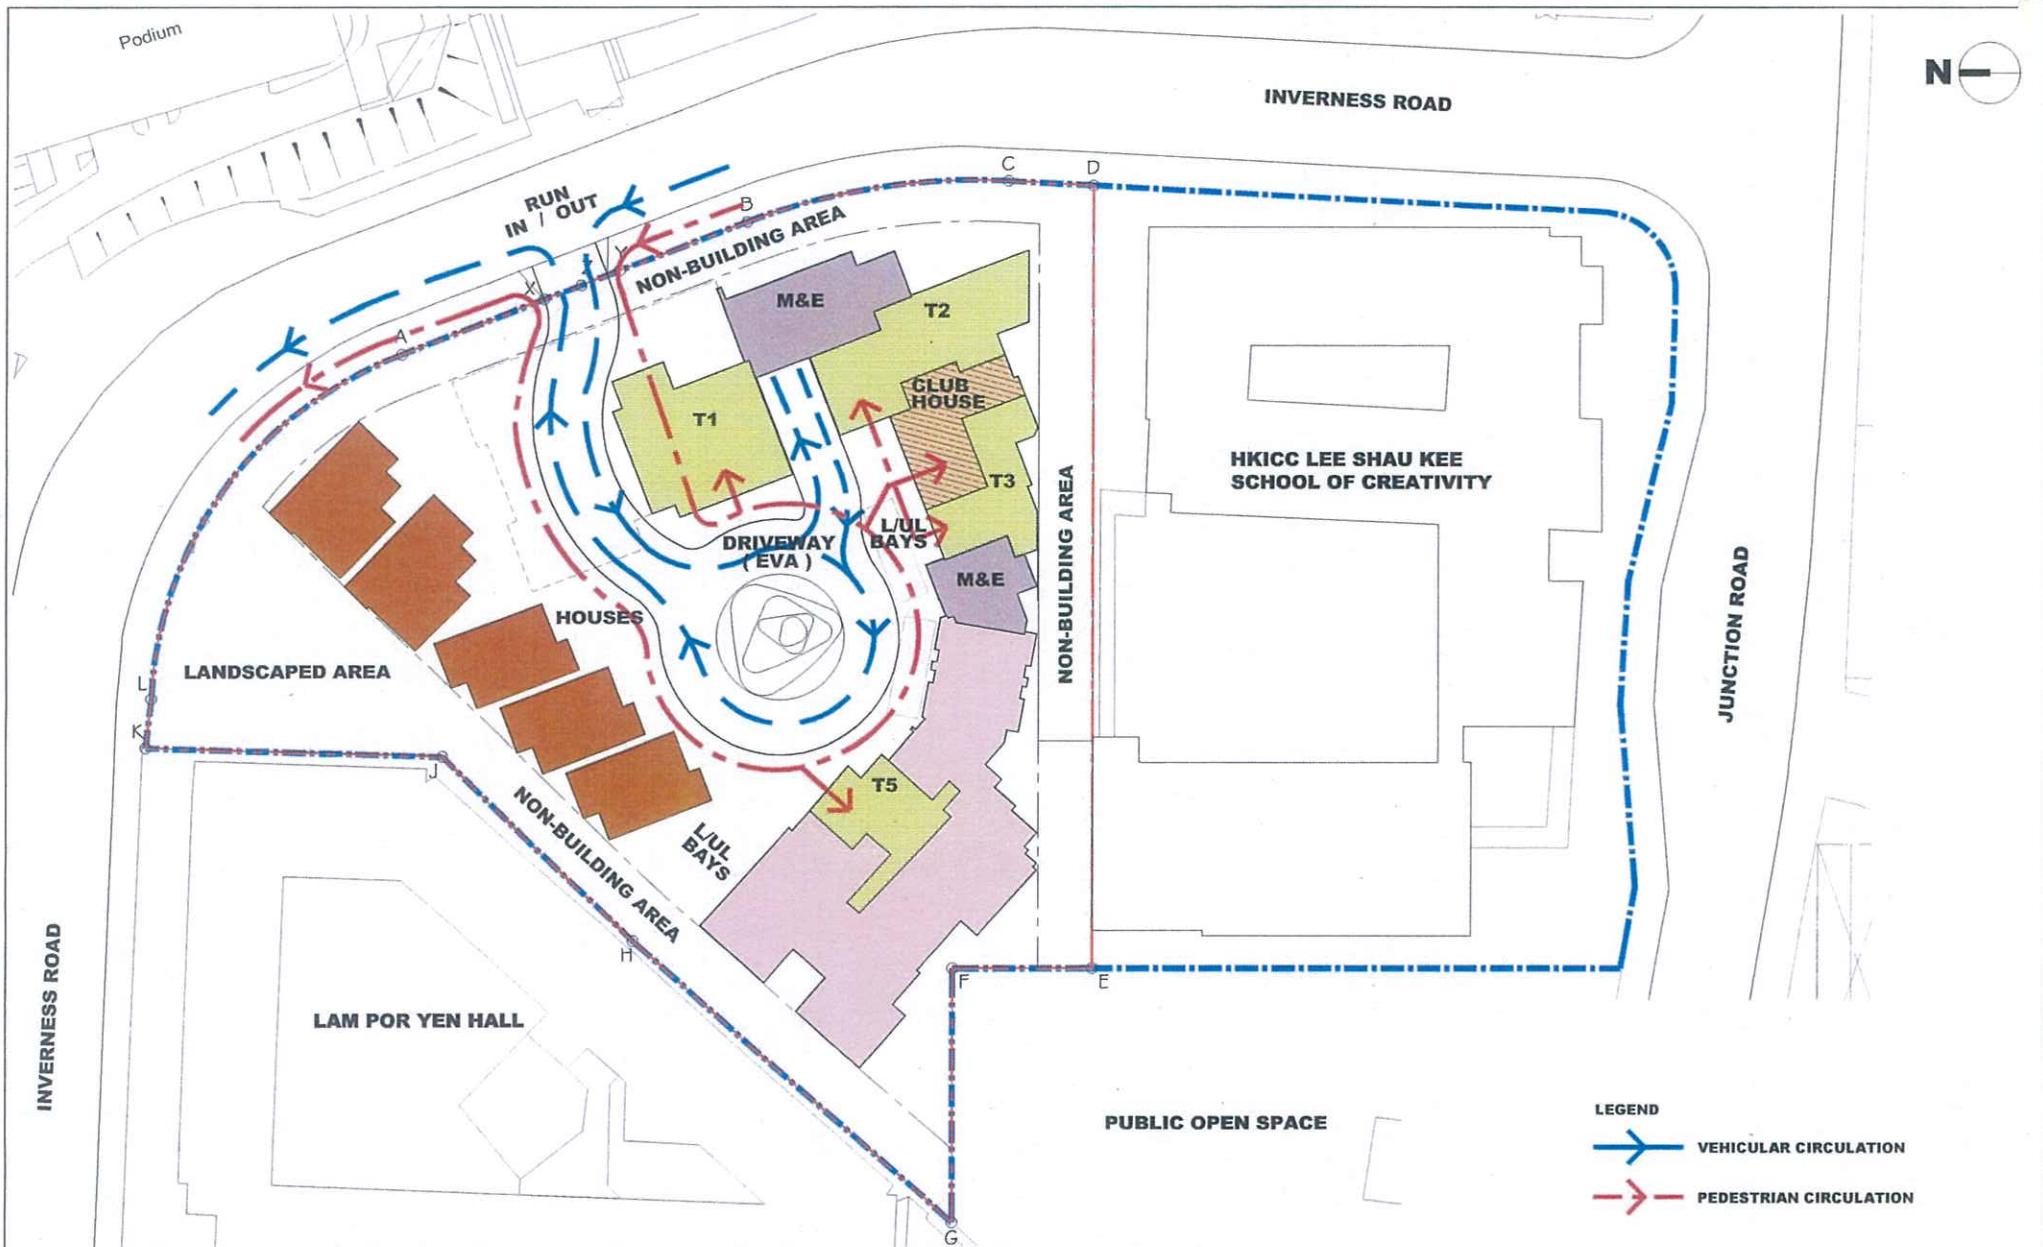 Podium
INVERNESS ROAD
N
C
D
RUN
IN / OUT
B
NON-BUILDING AREA
Y
Z
X
A
M&E
T2
CLUB
HOUSE
T1
T3
HKICC LEE SHAU KEE
SCHOOL OF CREATIVITY
L/UL
BAYS
DRIVEWAY
( EVA )
M&E
NON-BUILDING AREA
JUNCTION ROAD
HOUSES
LANDSCAPED AREA
L
K
J
T5
NON-BUILDING AREA
L/UL
BAYS
H
F
E
INVERNESS ROAD
LAM POR YEN HALL
PUBLIC OPEN SPACE
G
LEGEND
VEHICULAR CIRCULATION
PEDESTRIAN CIRCULATION